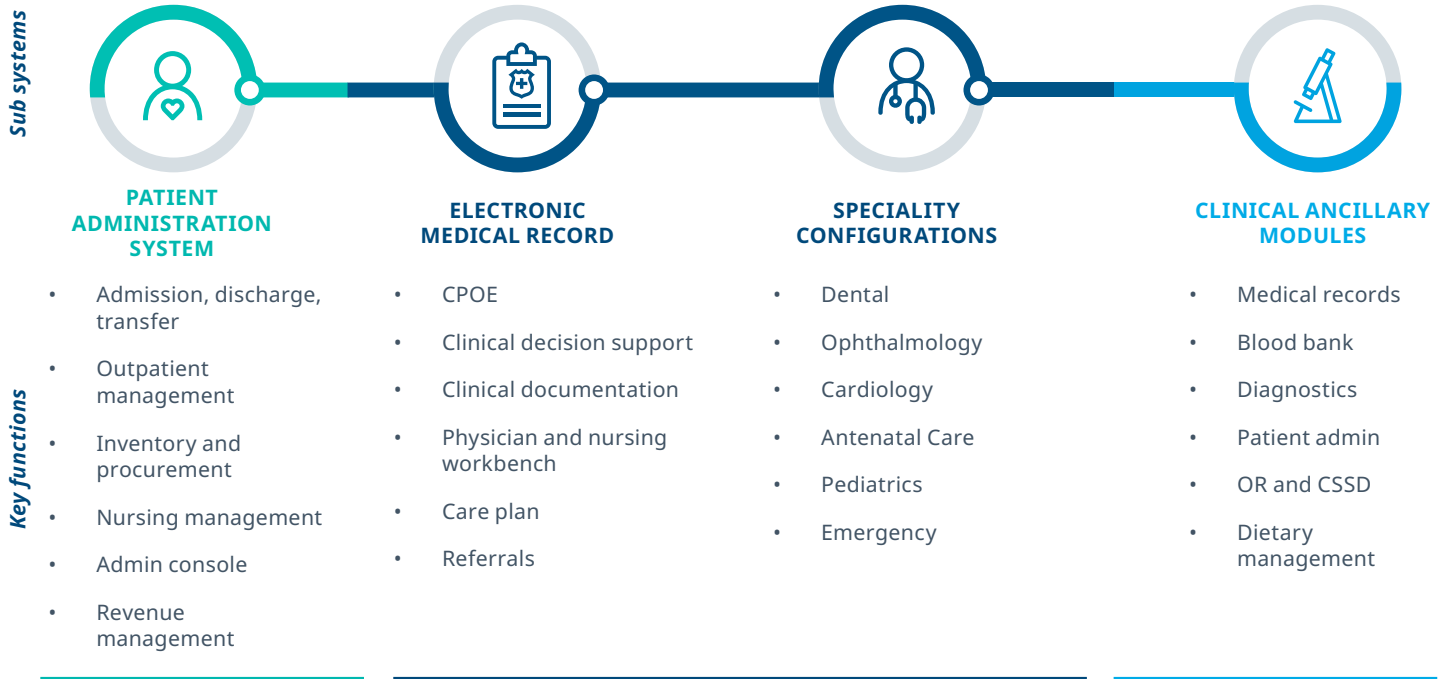 Sub systems
PATIENT
ADMINISTRATION
SYSTEM
ELECTRONIC
MEDICAL RECORD
SPECIALITY
CONFIGURATIONS
CLINICAL ANCILLARY
MODULES
Key functions
• Admission, discharge,
transfer
• Outpatient
management
• Inventory and
procurement
• Nursing management
• Admin console
• Revenue
management
• CPOE
• Clinical decision support
• Clinical documentation
• Physician and nursing
workbench
• Care plan
• Referrals
• Dental
• Ophthalmology
• Cardiology
• Antenatal Care
• Pediatrics
• Emergency
• Medical records
• Blood bank
• Diagnostics
• Patient admin
• OR and CSSD
• Dietary
management